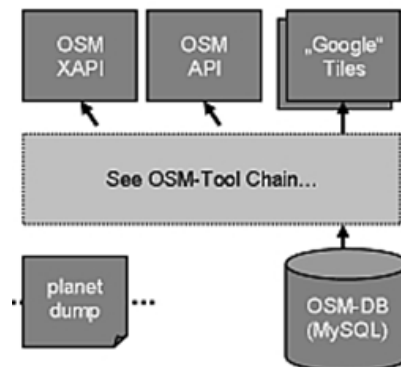 OSM
XAPI
OSM
API
„Google“
Tiles
See OSM-Tool Chain...
planet
dump
OSM-DB
(MySQL)